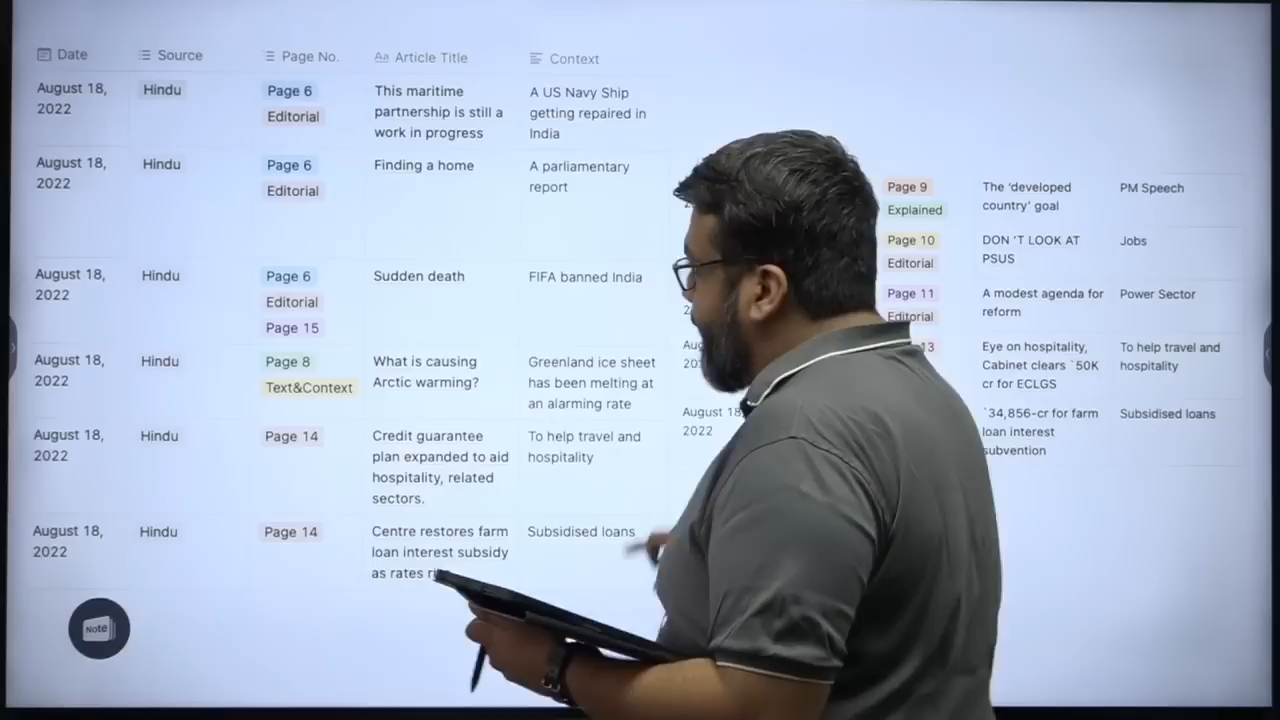 Date
Source
Page No.
Aa Article Title
Context
August 18,
2022
Hindu
Page 6
Editorial
This maritime
partnership is still a
work in progress
A US Navy Ship
getting repaired in
India
August 18,
2022
Hindu
Page 6
Editorial
Finding a home
A parliamentary
report
August 18,
2022
Hindu
Page 6
Editorial
Page 15
Sudden death
FIFA banned India
August 18,
2022
Hindu
Page 8
Text&Context
What is causing
Arctic warming?
Greenland ice sheet
has been melting at
an alarming rate
August 18,
2022
Hindu
Page 14
Credit guarantee
plan expanded to aid
hospitality, related
sectors.
To help travel and
hospitality
August 18,
2022
Hindu
Page 14
Centre restores farm
loan interest subsidy
as rates
Subsidised loans
Page 9
Explained
The ‘developed
country’ goal
PM Speech
Page 10
Editorial
DON ’T LOOK AT
PSUS
Jobs
Page 11
Editorial
A modest agenda for
reform
Power Sector
13
Eye on hospitality,
Cabinet clears `50K
cr for ECLGS
To help travel and
hospitality
August 18,
2022
`34,856-cr for farm
loan interest
subvention
Subsidised loans
Note